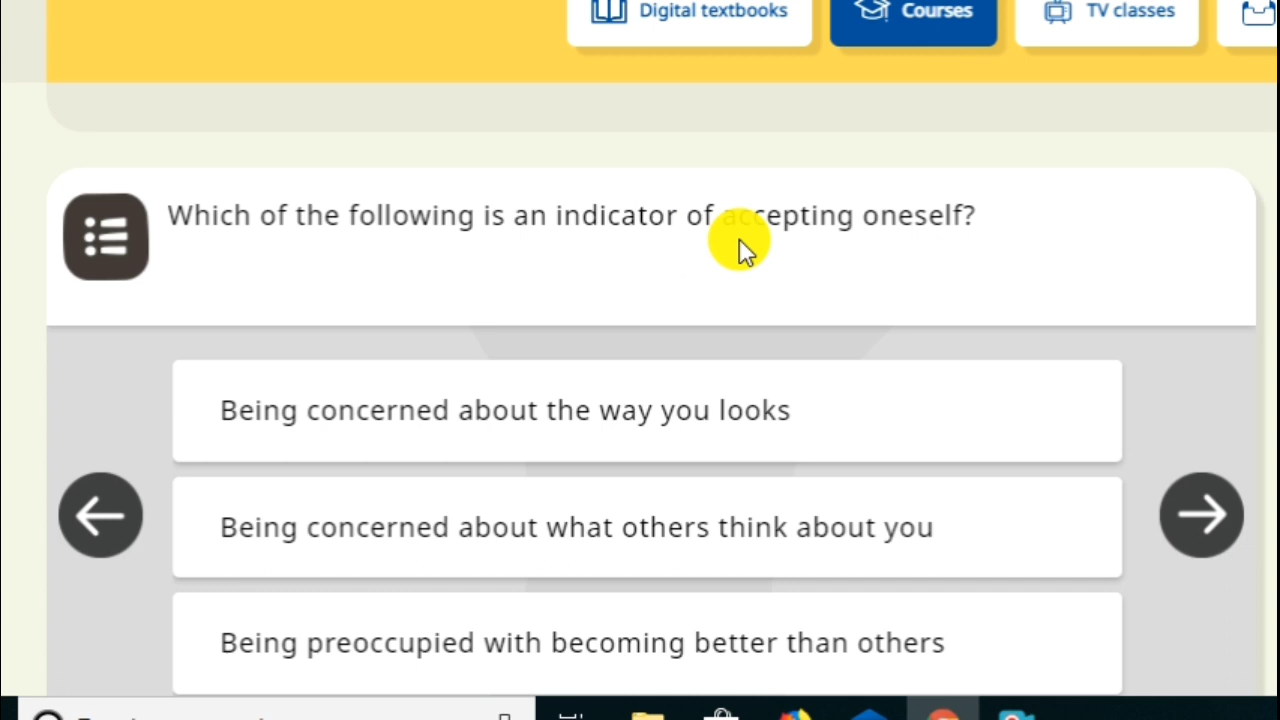 Digital textbooks
Courses
TV classes
Which of the following is an indicator of accepting oneself?
Being concerned about the way you looks
Being concerned about what others think about you
Being preoccupied with becoming better than others